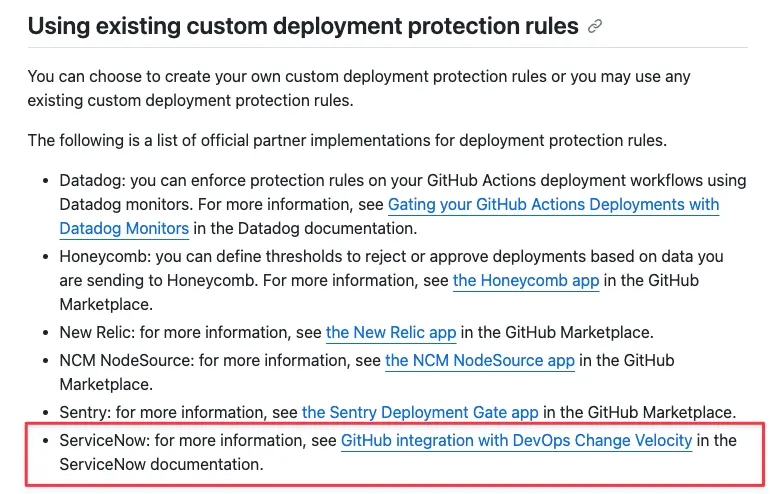 Using existing custom deployment protection rules
You can choose to create your own custom deployment protection rules or you may use any
existing custom deployment protection rules.
The following is a list of official partner implementations for deployment protection rules.
• Datadog: you can enforce protection rules on your GitHub Actions deployment workflows using
Datadog monitors. For more information, see Gating your GitHub Actions Deployments with
Datadog Monitors in the Datadog documentation.
• Honeycomb: you can define thresholds to reject or approve deployments based on data you
are sending to Honeycomb. For more information, see the Honeycomb app in the GitHub
Marketplace.
• New Relic: for more information, see the New Relic app in the GitHub Marketplace.
• NCM NodeSource: for more information, see the NCM NodeSource app in the GitHub
Marketplace.
• Sentry: for more information, see the Sentry Deployment Gate app in the GitHub Marketplace.
• ServiceNow: for more information, see GitHub integration with DevOps Change Velocity in the
ServiceNow documentation.